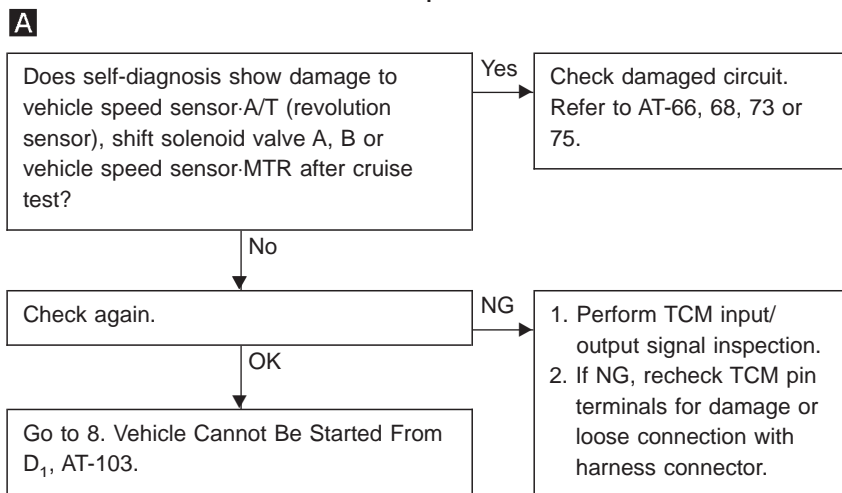 A
Does self-diagnosis show damage to
vehicle speed sensor·A/T (revolution
sensor), shift solenoid valve A, B or
vehicle speed sensor·MTR after cruise
test?
Yes
Check damaged circuit.
Refer to AT-66, 68, 73 or
75.
No
Check again.
NG
1. Perform TCM input/
output signal inspection.
2. If NG, recheck TCM pin
terminals for damage or
loose connection with
harness connector.
OK
Go to 8. Vehicle Cannot Be Started From
D₁, AT-103.